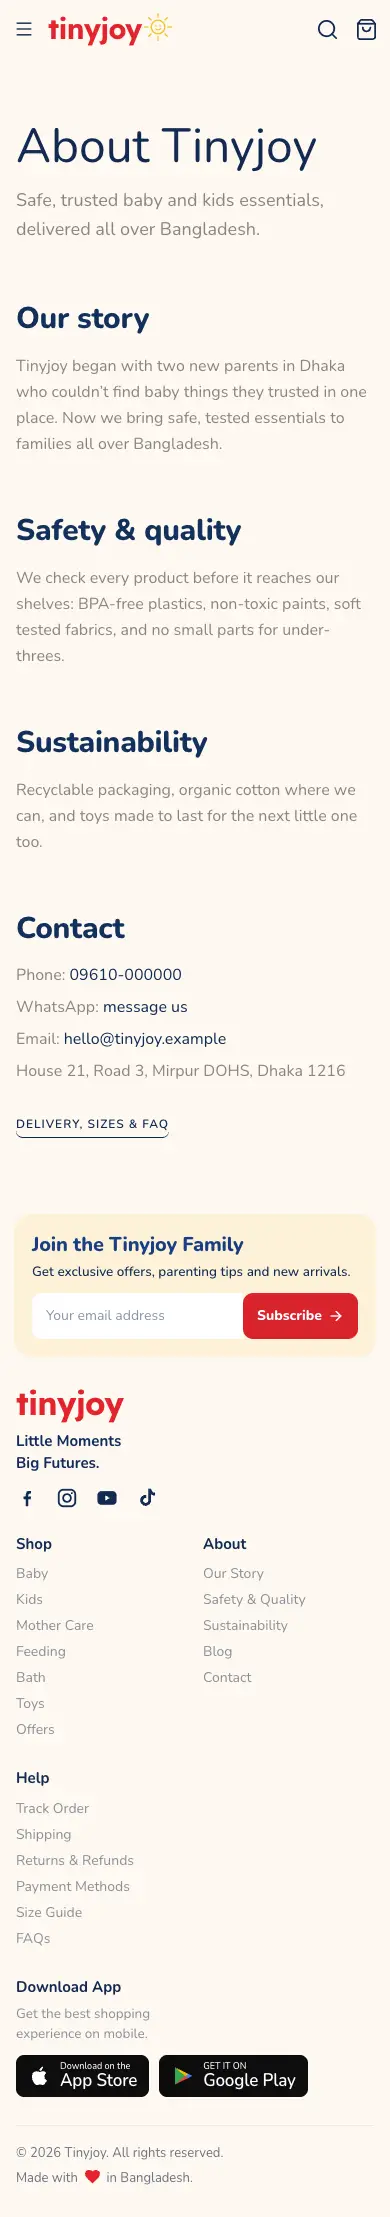 tinyjoy
About Tinyjoy
Safe, trusted baby and kids essentials,
delivered all over Bangladesh.
Our story
Tinyjoy began with two new parents in Dhaka
who couldn’t find baby things they trusted in one
place. Now we bring safe, tested essentials to
families all over Bangladesh.
Safety & quality
We check every product before it reaches our
shelves: BPA-free plastics, non-toxic paints, soft
tested fabrics, and no small parts for under-
threes.
Sustainability
Recyclable packaging, organic cotton where we
can, and toys made to last for the next little one
too.
Contact
Phone: 09610-000000
WhatsApp: message us
Email: hello@tinyjoy.example
House 21, Road 3, Mirpur DOHS, Dhaka 1216
DELIVERY, SIZES & FAQ
Join the Tinyjoy Family
Get exclusive offers, parenting tips and new arrivals.
Your email address
Subscribe →
tinyjoy
Little Moments
Big Futures.
Shop
Baby
Kids
Mother Care
Feeding
Bath
Toys
Offers
About
Our Story
Safety & Quality
Sustainability
Blog
Contact
Help
Track Order
Shipping
Returns & Refunds
Payment Methods
Size Guide
FAQs
Download App
Get the best shopping
experience on mobile.
Download on the
App Store
GET IT ON
Google Play
© 2026 Tinyjoy. All rights reserved.
Made with ❤ in Bangladesh.